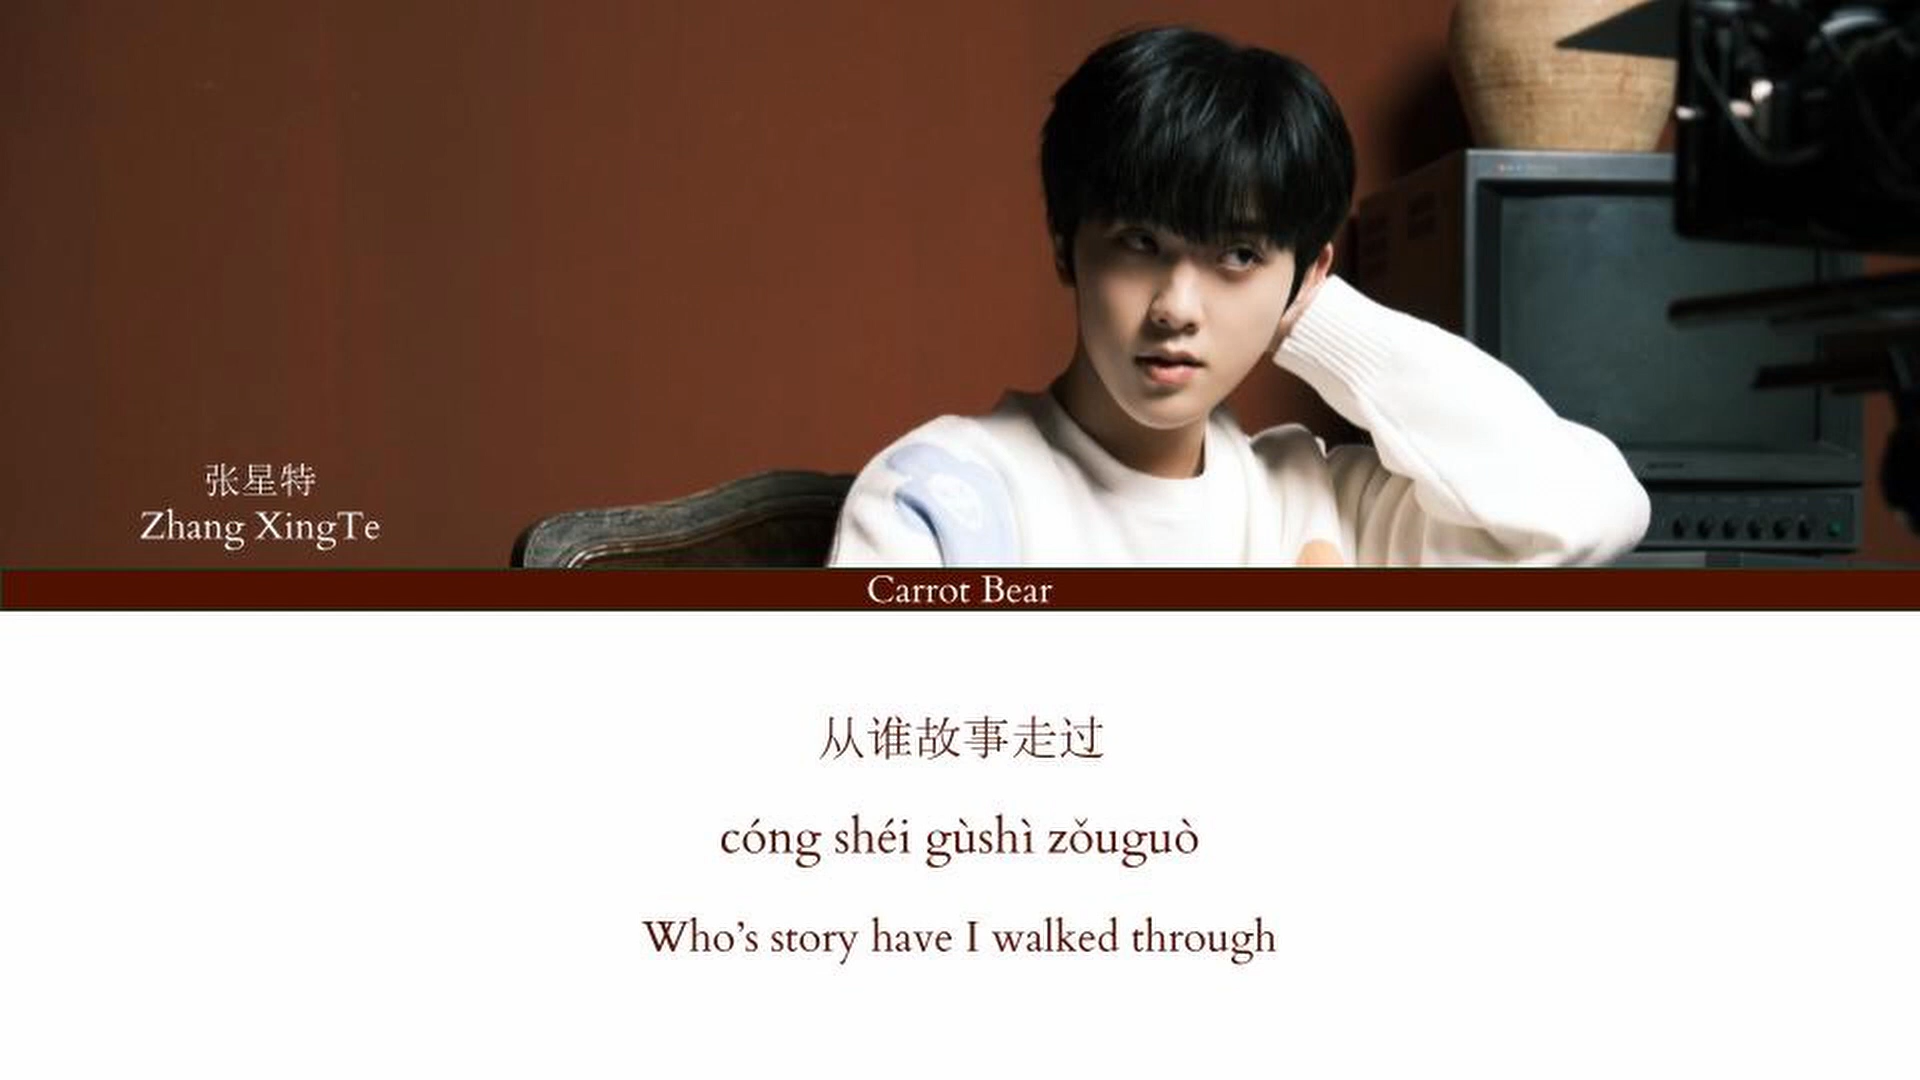 张星特
Zhang XingTe
Carrot Bear
从谁故事走过
cóng shéi gùshì zǒuguò
Who’s story have I walked through